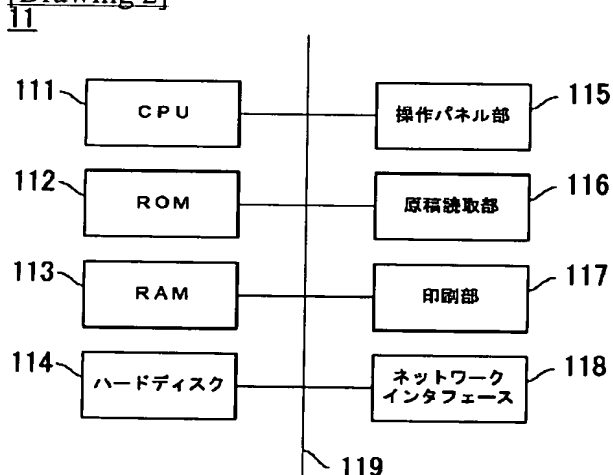 [Drawing 2]
11
111
CPU
115
操作パネル部
112
ROM
116
原稿読取部
113
RAM
117
印刷部
114
ハードディスク
118
ネットワーク
インタフェース
119